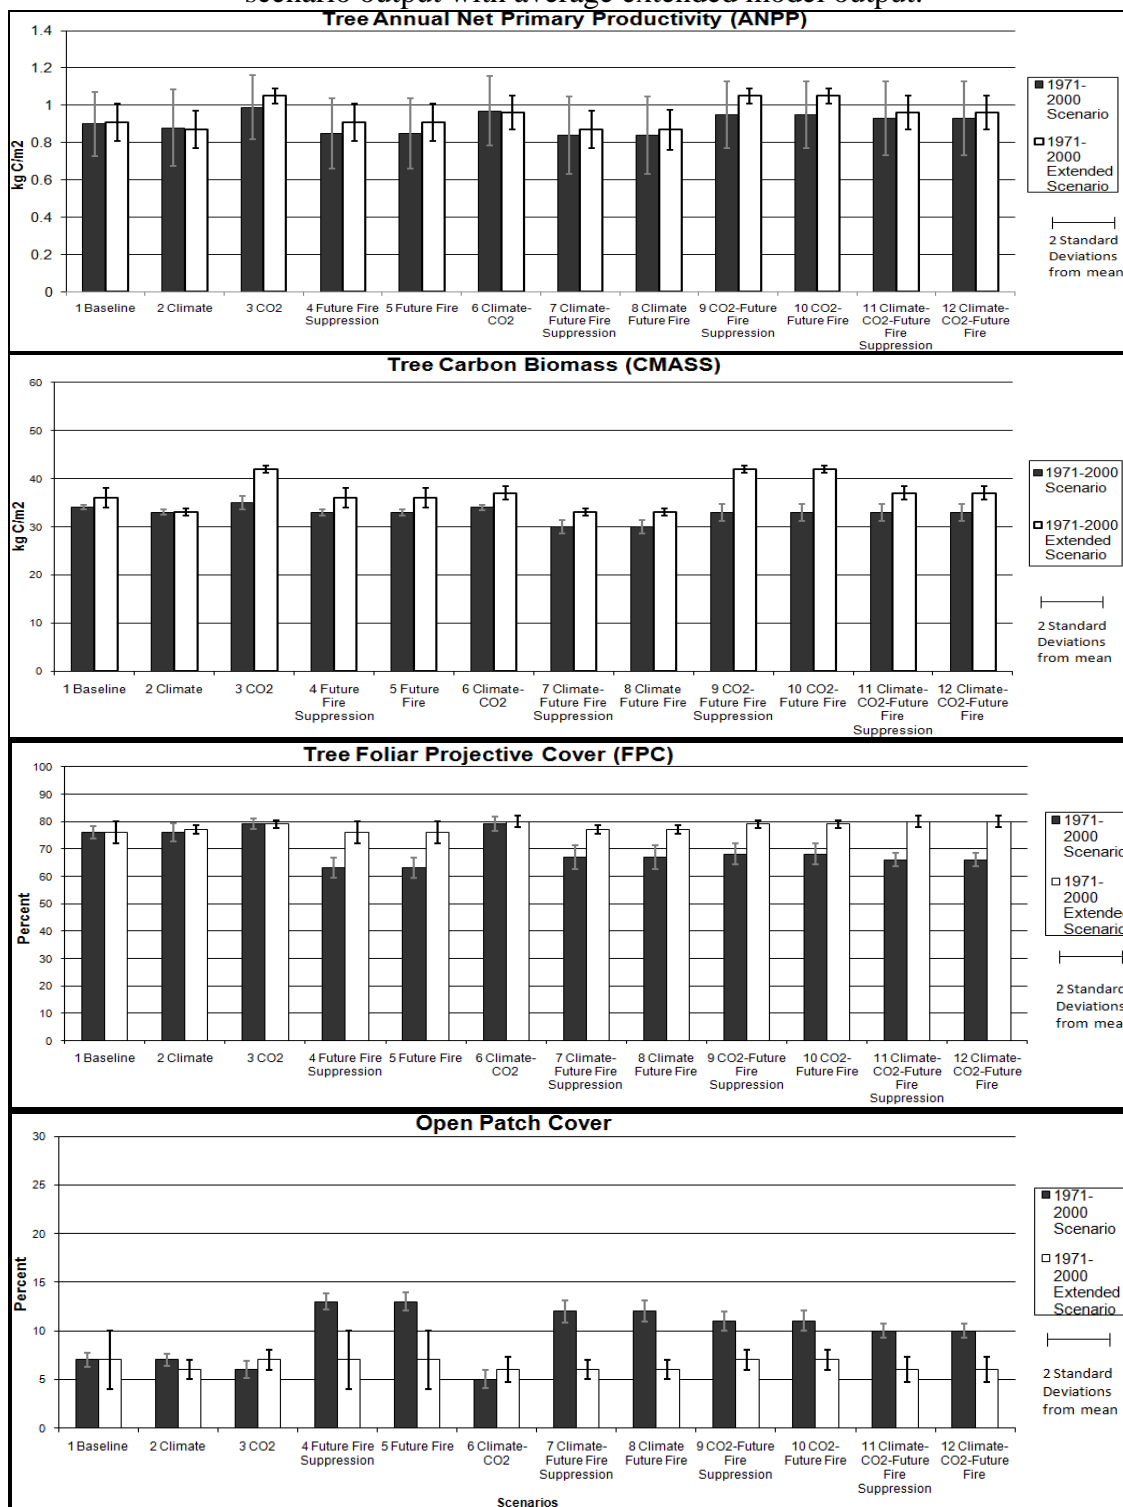 scenario output with average extended model output.
Tree Annual Net Primary Productivity (ANPP)
1.4
1.2
1
0.8
0.6
0.4
0.2
0
kg C/m2
1 Baseline
2 Climate
3 CO2
4 Future Fire
Suppression
5 Future Fire
6 Climate-
CO2
7 Climate-
Future Fire
Suppression
8 Climate
Future Fire
9 CO2-Future
Fire
Suppression
10 CO2-
Future Fire
11 Climate-
CO2-Future
Fire
Suppression
12 Climate-
CO2-Future
Fire
1971-
2000
Scenario
1971-
2000
Extended
Scenario
2 Standard
Deviations
from mean
Tree Carbon Biomass (CMASS)
60
50
40
30
20
10
0
kg C/m2
1 Baseline
2 Climate
3 CO2
4 Future
Fire
Suppression
5 Future
Fire
6 Climate-
CO2
7 Climate-
Future Fire
Suppression
8 Climate
Future Fire
9 CO2-
Future Fire
Suppression
10 CO2-
Future Fire
11 Climate-
CO2-Future
Fire
Suppression
12 Climate-
CO2-Future
Fire
1971-2000
Scenario
1971-2000
Extended
Scenario
2 Standard
Deviations
from mean
Tree Foliar Projective Cover (FPC)
100
90
80
70
60
50
40
30
20
10
0
Percent
1 Baseline
2 Climate
3 CO2
4 Future Fire
Suppression
5 Future Fire
6 Climate-
CO2
7 Climate-
Future Fire
Suppression
8 Climate
Future Fire
9 CO2-Future
Fire
Suppression
10 CO2-
Future Fire
11 Climate-
CO2-Future
Fire
Suppression
12 Climate-
CO2-Future
Fire
1971-
2000
Scenario
1971-
2000
Extended
Scenario
2 Standard
Deviations
from mean
Open Patch Cover
30
25
20
15
10
5
0
Percent
1 Baseline
2 Climate
3 CO2
4 Future Fire
Suppression
5 Future Fire
6 Climate-
CO2
7 Climate-
Future Fire
Suppression
8 Climate
Future Fire
9 CO2-Future
Fire
Suppression
10 CO2-
Future Fire
11 Climate-
CO2-Future
Fire
Suppression
12 Climate-
CO2-Future
Fire
Scenarios
1971-
2000
Scenario
1971-
2000
Extended
Scenario
2 Standard
Deviations
from mean